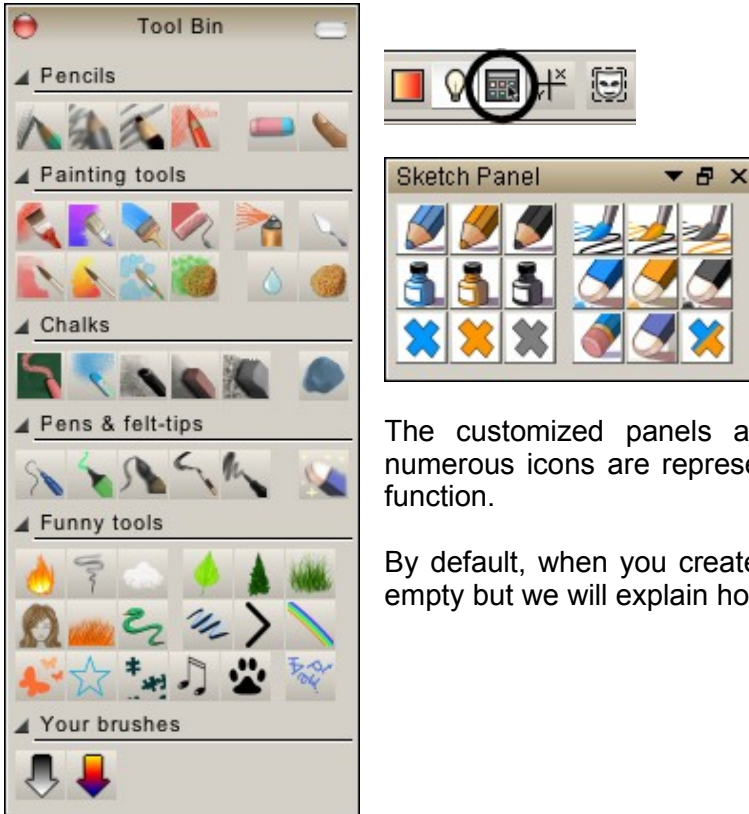 Tool Bin
Pencils
Painting tools
Chalks
Pens & felt-tips
Funny tools
Your brushes
Sketch Panel
The customized panels a
numerous icons are represe
function.
By default, when you create
empty but we will explain ho